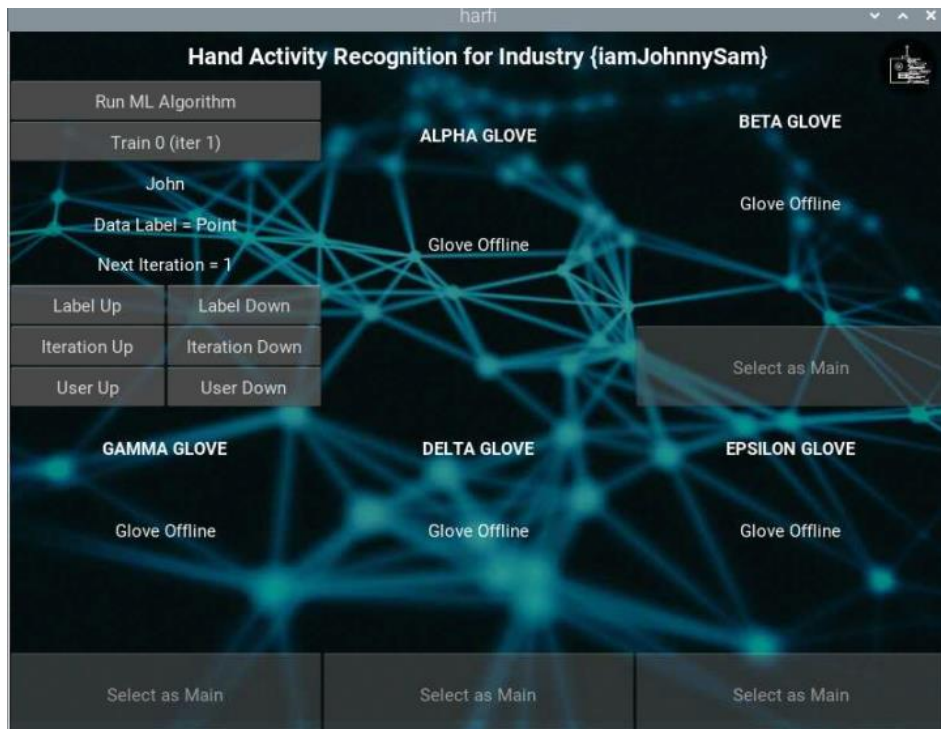 harfi
Hand Activity Recognition for Industry {iamJohnnySam}
Run ML Algorithm
Train 0 (iter 1)
John
Data Label = Point
Next Iteration = 1
Label Up
Label Down
Iteration Up
Iteration Down
User Up
User Down
ALPHA GLOVE
Glove Offline
BETA GLOVE
Glove Offline
Select as Main
GAMMA GLOVE
Glove Offline
Select as Main
DELTA GLOVE
Glove Offline
Select as Main
EPSILON GLOVE
Glove Offline
Select as Main